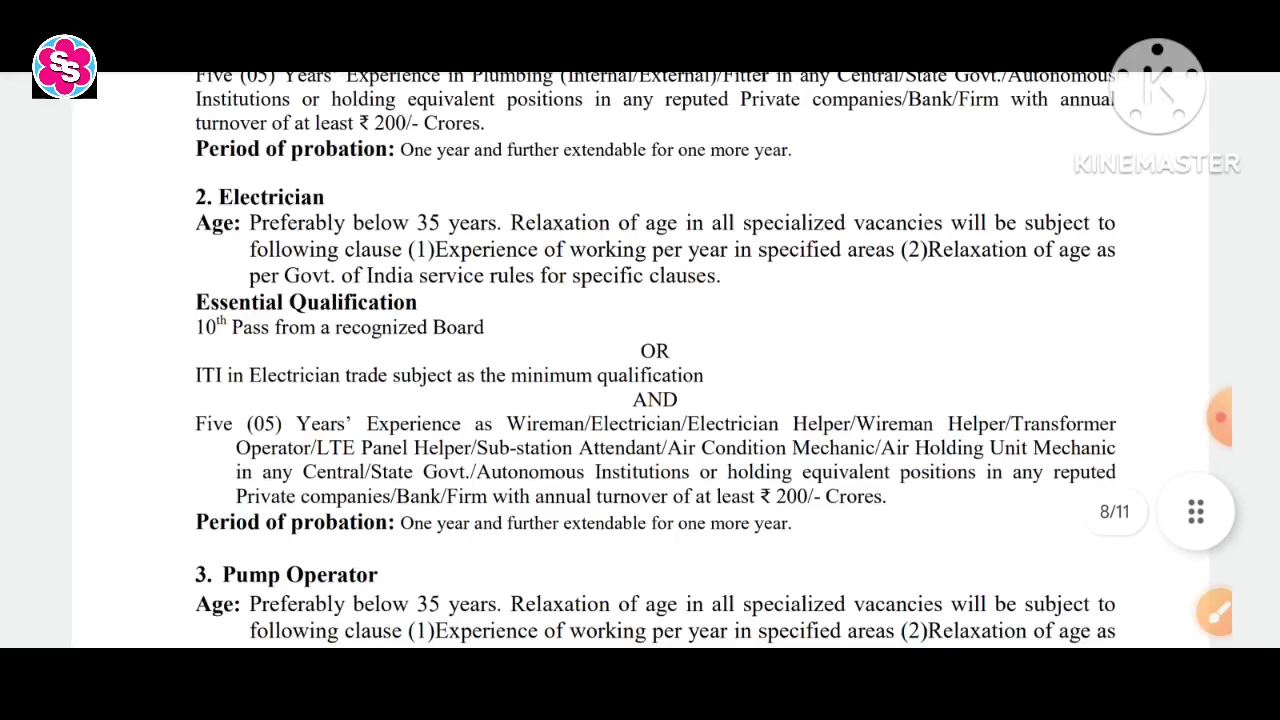 SS
Five (05) Years' Experience in Plumbing (Internal/External)/Fitter in any Central/State Govt./Autonomous
Institutions or holding equivalent positions in any reputed Private companies/Bank/Firm with annual
turnover of at least ₹ 200/- Crores.
Period of probation: One year and further extendable for one more year.
K
KINEMASTER
2. Electrician
Age: Preferably below 35 years. Relaxation of age in all specialized vacancies will be subject to
following clause (1)Experience of working per year in specified areas (2)Relaxation of age as
per Govt. of India service rules for specific clauses.
Essential Qualification
10th Pass from a recognized Board
OR
ITI in Electrician trade subject as the minimum qualification
AND
Five (05) Years’ Experience as Wireman/Electrician/Electrician Helper/Wireman Helper/Transformer
Operator/LTE Panel Helper/Sub-station Attendant/Air Condition Mechanic/Air Holding Unit Mechanic
in any Central/State Govt./Autonomous Institutions or holding equivalent positions in any reputed
Private companies/Bank/Firm with annual turnover of at least ₹ 200/- Crores.
8/11
Period of probation: One year and further extendable for one more year.
3. Pump Operator
Age: Preferably below 35 years. Relaxation of age in all specialized vacancies will be subject to
following clause (1)Experience of working per year in specified areas (2)Relaxation of age as